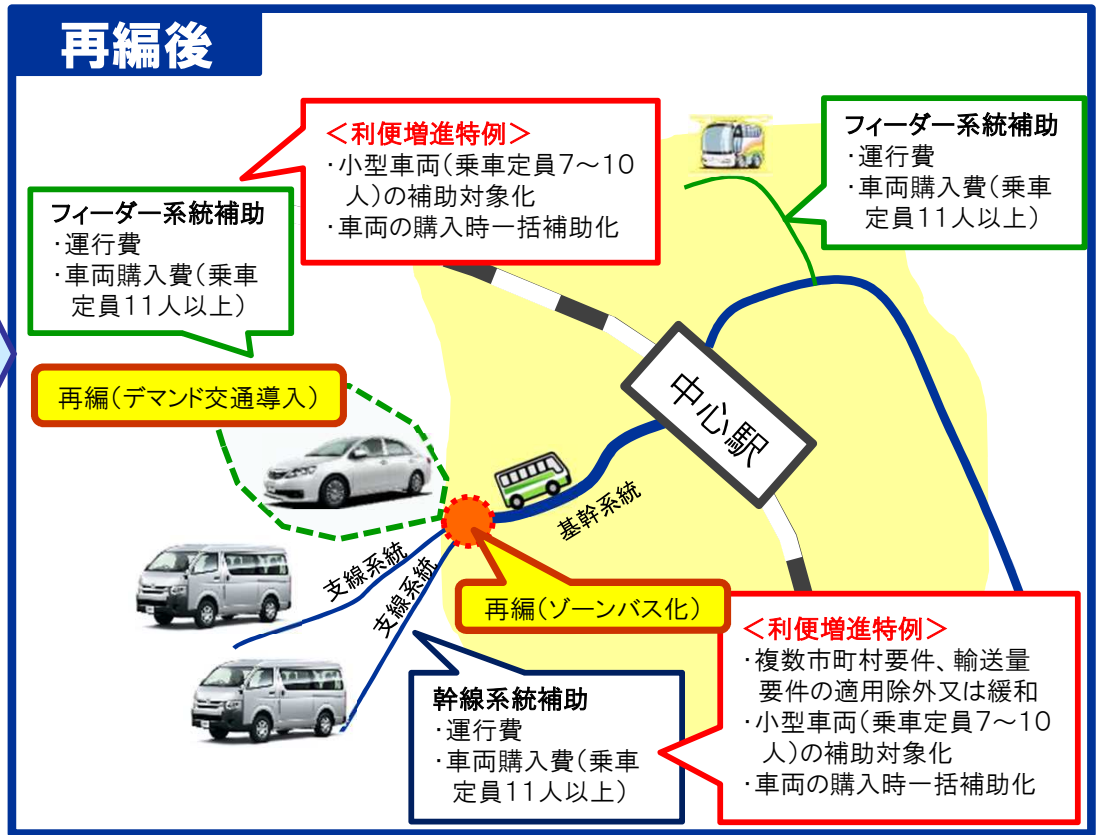 再編後
＜利便増進特例＞
・小型車両（乗車定員7～10
人）の補助対象化
・車両の購入時一括補助化
フィーダー系統補助
・運行費
・車両購入費（乗車
定員11人以上）
フィーダー系統補助
・運行費
・車両購入費（乗車
定員11人以上）
再編（デマンド交通導入）
中心駅
基幹系統
支線系統
支線系統
再編（ゾーンバス化）
幹線系統補助
・運行費
・車両購入費（乗車
定員11人以上）
＜利便増進特例＞
・複数市町村要件、輸送量
要件の適用除外又は緩和
・小型車両（乗車定員7～10
人）の補助対象化
・車両の購入時一括補助化